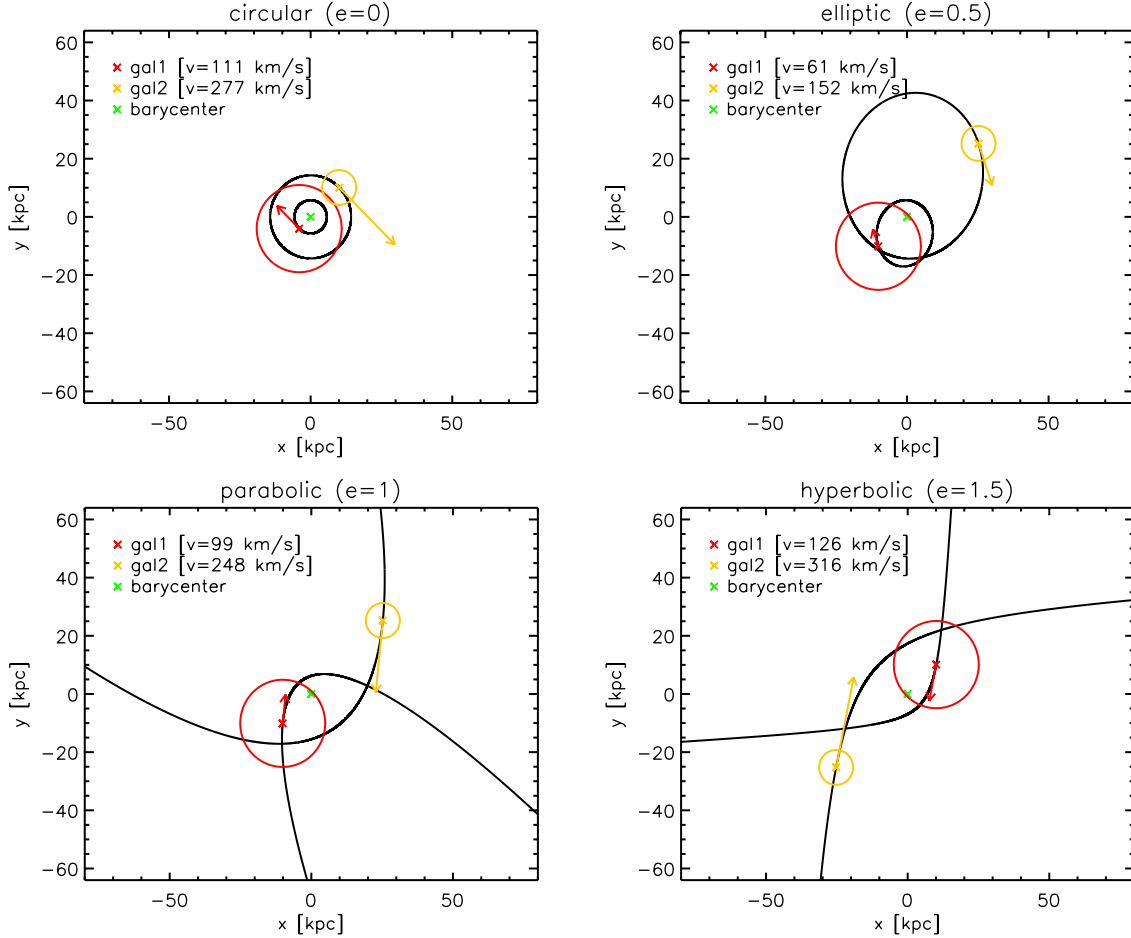 circular (e=0)
gal1 [v=111 km/s]
gal2 [v=277 km/s]
barycenter
60
40
20
0
−20
−40
−60
y [kpc]
−50
0
50
x [kpc]
elliptic (e=0.5)
gal1 [v=61 km/s]
gal2 [v=152 km/s]
barycenter
60
40
20
0
−20
−40
−60
y [kpc]
−50
0
50
x [kpc]
parabolic (e=1)
gal1 [v=99 km/s]
gal2 [v=248 km/s]
barycenter
60
40
20
0
−20
−40
−60
y [kpc]
−50
0
50
x [kpc]
hyperbolic (e=1.5)
gal1 [v=126 km/s]
gal2 [v=316 km/s]
barycenter
60
40
20
0
−20
−40
−60
y [kpc]
−50
0
50
x [kpc]